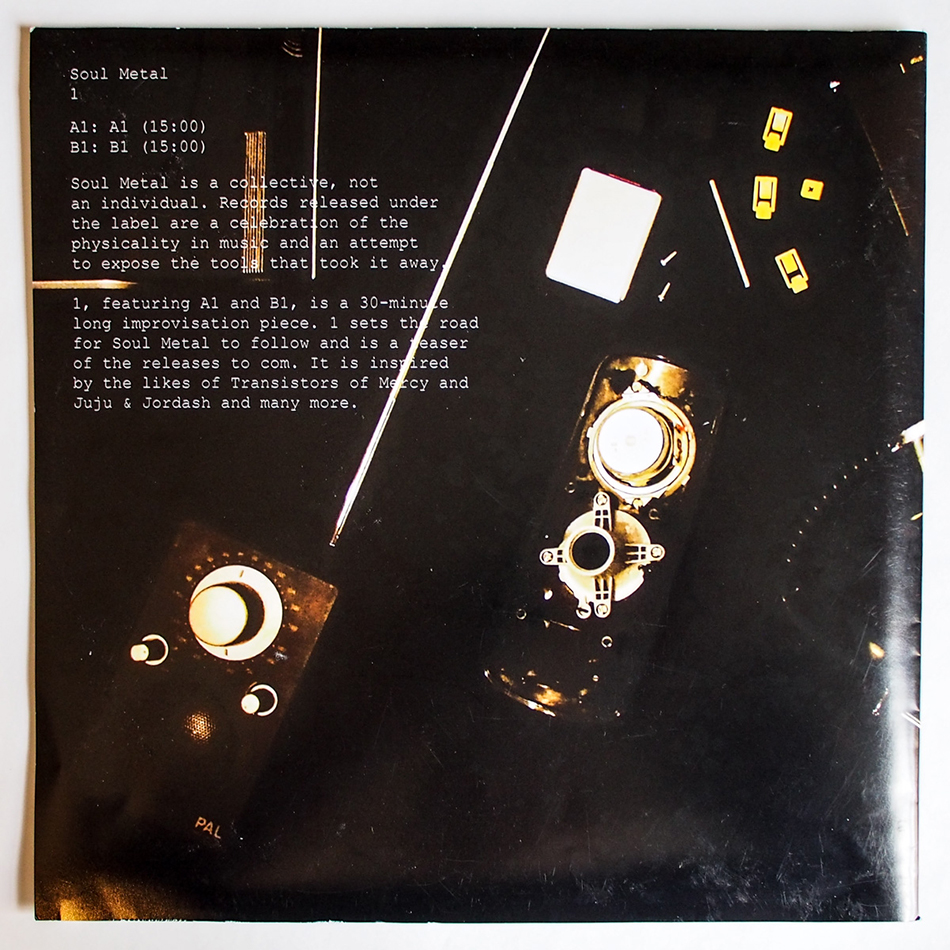 Soul Metal
1
A1: A1 (15:00)
B1: B1 (15:00)
Soul Metal is a collective, not
an individual. Records released under
the label are a celebration of the
physicality in music and an attempt
to expose the tools that took it away.
1, featuring A1 and B1, is a 30-minute
long improvisation piece. 1 sets the road
for Soul Metal to follow and is a teaser
of the releases to com. It is inspired
by the likes of Transistors of Mercy and
Juju & Jordash and many more.
PAL